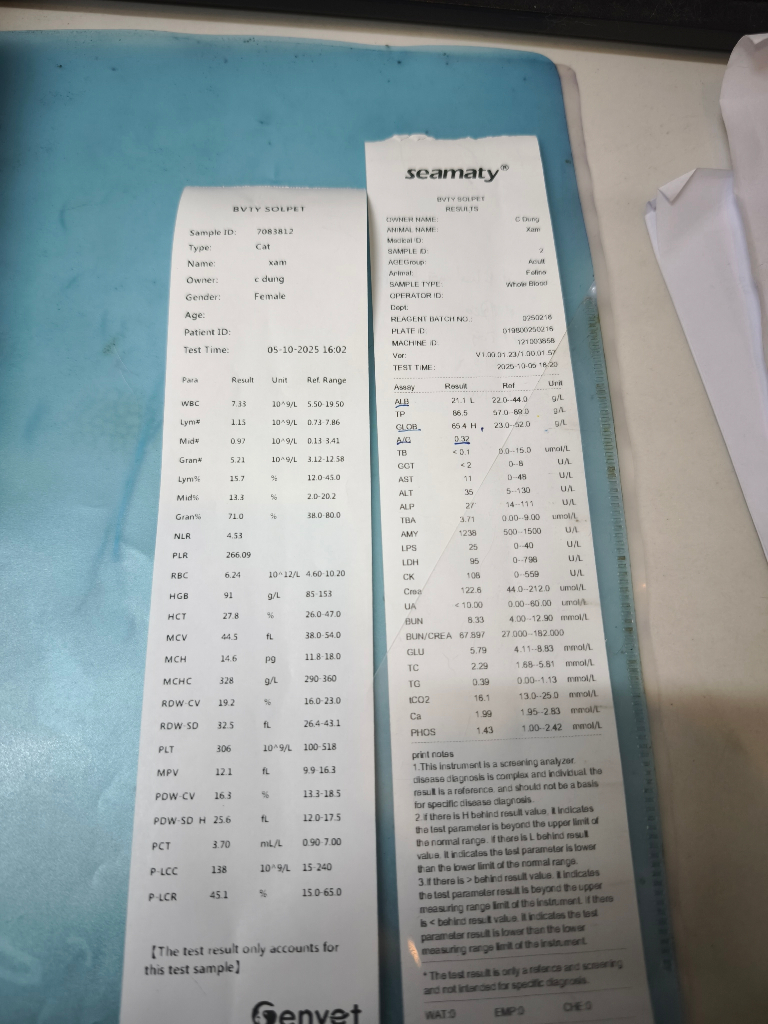 BVTY SOLPET
Sample ID: 7083812
Type: Cat
Name: xam
Owner: c dung
Gender: Female
Age:
Patient ID:
Test Time: 05-10-2025 16:02
Para Result Unit Ref. Range
WBC 7.33 10^9/L 5.50-19.50
Lym# 1.15 10^9/L 0.73-7.86
Mid# 0.97 10^9/L 0.13-3.41
Gran# 5.21 10^9/L 3.12-12.58
Lym% 15.7 % 12.0-45.0
Mid% 13.3 % 2.0-20.2
Gran% 71.0 % 38.0-80.0
NLR 4.53
PLR 266.09
RBC 6.24 10^12/L 4.60-10.20
HGB 91 g/L 85-153
HCT 27.8 % 26.0-47.0
MCV 44.5 fL 38.0-54.0
MCH 14.6 pg 11.8-18.0
MCHC 328 g/L 290-360
RDW-CV 19.2 % 16.0-23.0
RDW-SD 32.5 fL 26.4-43.1
PLT 306 10^9/L 100-518
MPV 12.1 fL 9.9-16.3
PDW-CV 16.3 % 13.3-18.5
PDW-SD H 25.6 fL 12.0-17.5
PCT 3.70 mL/L 0.90-7.00
P-LCC 138 10^9/L 15-240
P-LCR 45.1 % 15.0-65.0
【The test result only accounts for
this test sample】
Genvet
seamaty®
BVTY SOLPET
RESULTS
OWNER NAME: C Dung
ANIMAL NAME: Xam
Medical ID:
SAMPLE ID: 2
AGEGroup: Adult
Animal: Feline
SAMPLE TYPE: Whole Blood
OPERATOR ID:
Dept:
REAGENT BATCH NO.: 0250216
PLATE ID: 019800250216
MACHINE ID: 121003658
Ver: V1.00.01.23/1.00.01.57
TEST TIME: 2025-10-05 16:20
Assay Result Ref Unit
ALB 21.1 L 22.0--44.0 g/L
TP 86.5 57.0--89.0 g/L
GLOB 65.4 H 23.0--52.0 g/L
A/G 0.32
TB <0.1 0.0--15.0 umol/L
GGT <2 0--8 U/L
AST 11 0--48 U/L
ALT 35 5--130 U/L
ALP 27 14--111 U/L
TBA 3.71 0.00--9.00 umol/L
AMY 1238 500--1500 U/L
LPS 25 0--40 U/L
LDH 95 0--798 U/L
CK 108 0--559 U/L
Crea 122.6 44.0--212.0 umol/L
UA <10.00 0.00--60.00 umol/L
BUN 8.33 4.00--12.90 mmol/L
BUN/CREA 67.897 27.000--182.000
GLU 5.79 4.11--8.83 mmol/L
TC 2.29 1.68--5.81 mmol/L
TG 0.39 0.00--1.13 mmol/L
tCO2 16.1 13.0--25.0 mmol/L
Ca 1.99 1.95--2.83 mmol/L
PHOS 1.43 1.00--2.42 mmol/L
print notes
1.This instrument is a screening analyzer.
disease diagnosis is complex and individual. the
result is a reference, and should not be a basis
for specific disease diagnosis.
2.if there is H behind result value. it indicates
the test parameter is beyond the upper limit of
the normal range. if there is L behind result
value. it indicates the test parameter is lower
than the lower limit of the normal range.
3.if there is > behind result value. it indicates
the test parameter result is beyond the upper
measuring range limit of the instrument. if there
is < behind result value. it indicates the test
parameter result is lower than the lower
measuring range limit of the instrument.
* The test result is only a refence and screening
and not intended for specific diagnosis.
WAT:0 EMP:0 CHE:0